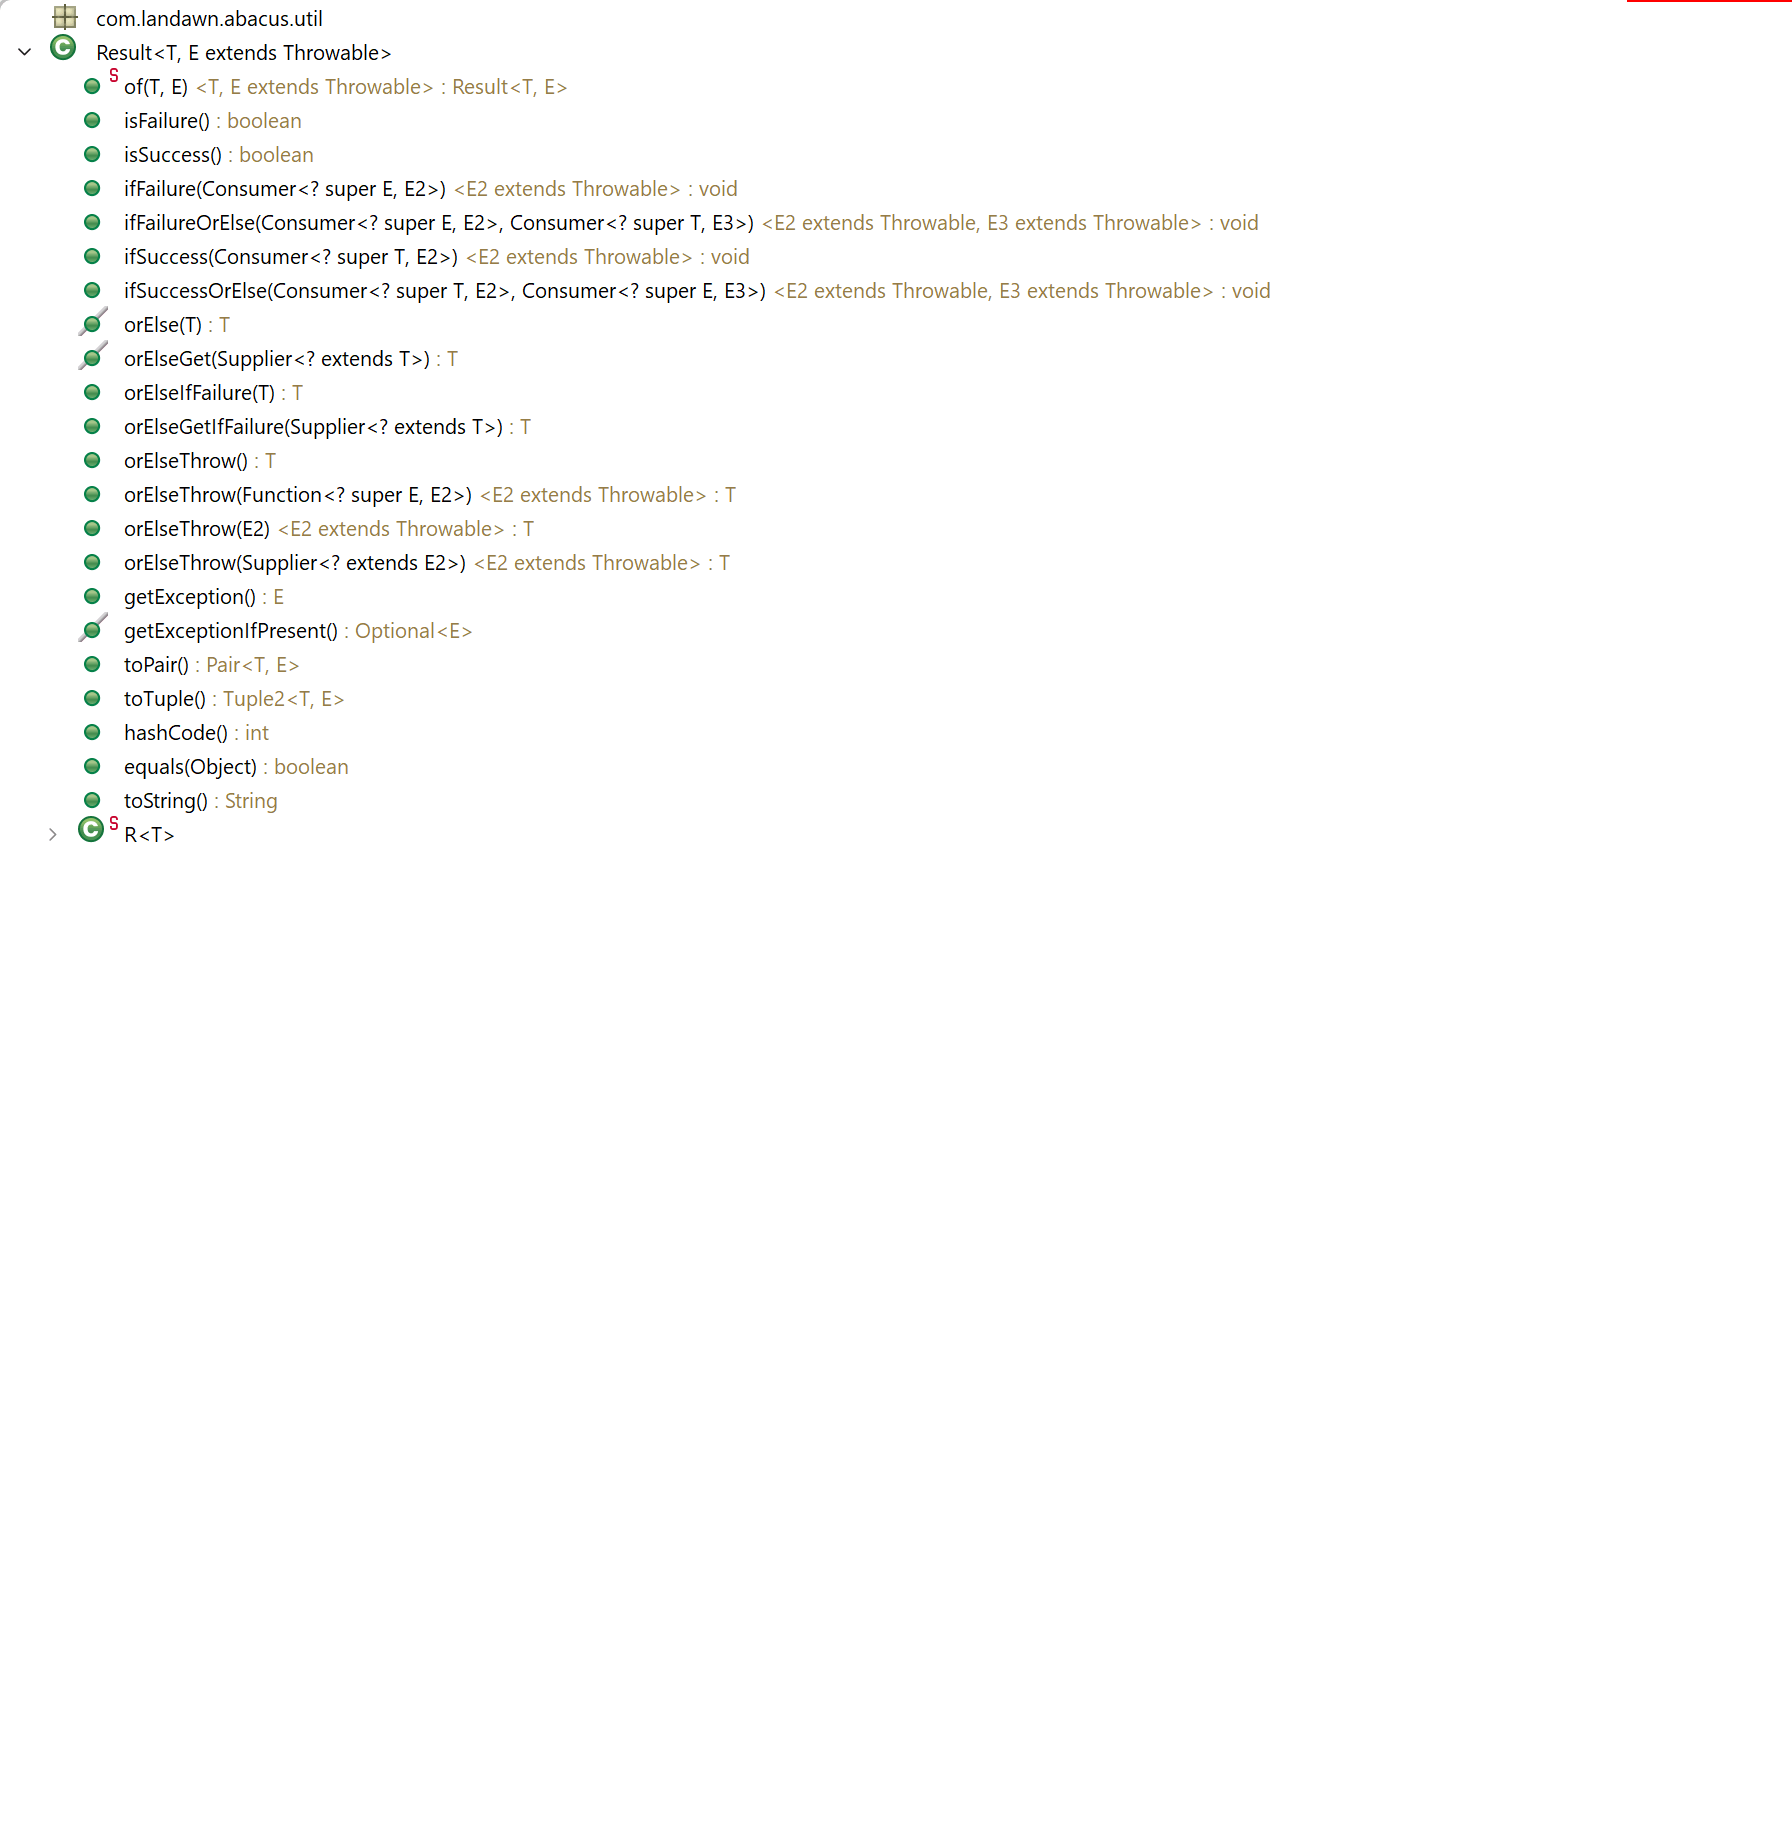 com.landawn.abacus.util
C Result<T, E extends Throwable>
S of(T, E) <T, E extends Throwable> : Result<T, E>
isFailure() : boolean
isSuccess() : boolean
ifFailure(Consumer<? super E, E2>) <E2 extends Throwable> : void
ifFailureOrElse(Consumer<? super E, E2>, Consumer<? super T, E3>) <E2 extends Throwable, E3 extends Throwable> : void
ifSuccess(Consumer<? super T, E2>) <E2 extends Throwable> : void
ifSuccessOrElse(Consumer<? super T, E2>, Consumer<? super E, E3>) <E2 extends Throwable, E3 extends Throwable> : void
orElse(T) : T
orElseGet(Supplier<? extends T>) : T
orElseIfFailure(T) : T
orElseGetIfFailure(Supplier<? extends T>) : T
orElseThrow() : T
orElseThrow(Function<? super E, E2>) <E2 extends Throwable> : T
orElseThrow(E2) <E2 extends Throwable> : T
orElseThrow(Supplier<? extends E2>) <E2 extends Throwable> : T
getException() : E
getExceptionIfPresent() : Optional<E>
toPair() : Pair<T, E>
toTuple() : Tuple2<T, E>
hashCode() : int
equals(Object) : boolean
toString() : String
C S R<T>